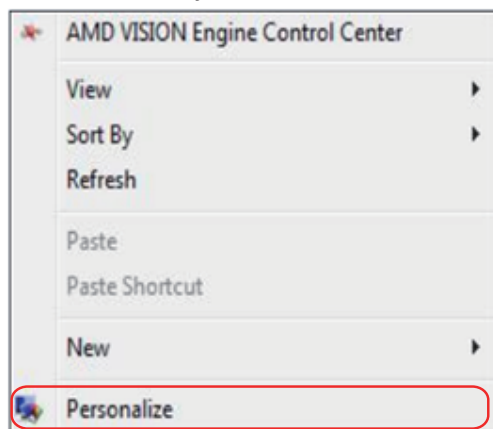 AMD VISION Engine Control Center
View
Sort By
Refresh
Paste
Paste Shortcut
New
Personalize